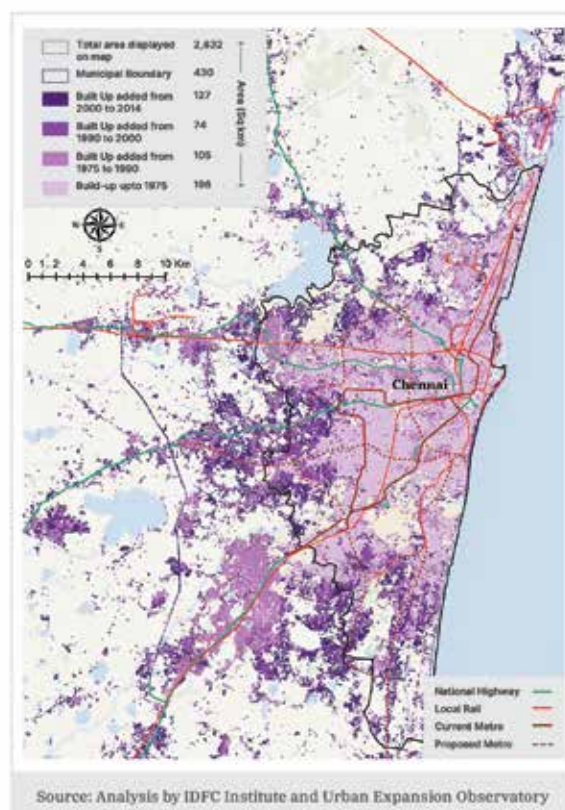 Total area displayed 2,632
on map
Municipal Boundary 430
Built Up added from 127
2000 to 2014
Built Up added from 74
1990 to 2000
Built Up added from 105
1975 to 1990
Build-up upto 1975 196
Area (Sq km)
N
E
S
W
0 2 4 6 8 10 Km
Chennai
National Highway
Local Rail
Current Metro
Proposed Metro
Source: Analysis by IDFC Institute and Urban Expansion Observatory